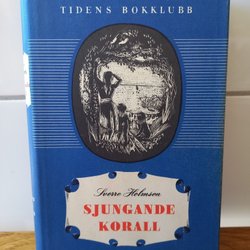 TIDENS BOKKLUBB
Sverre Holmsen
SJUNGANDE
KORALL